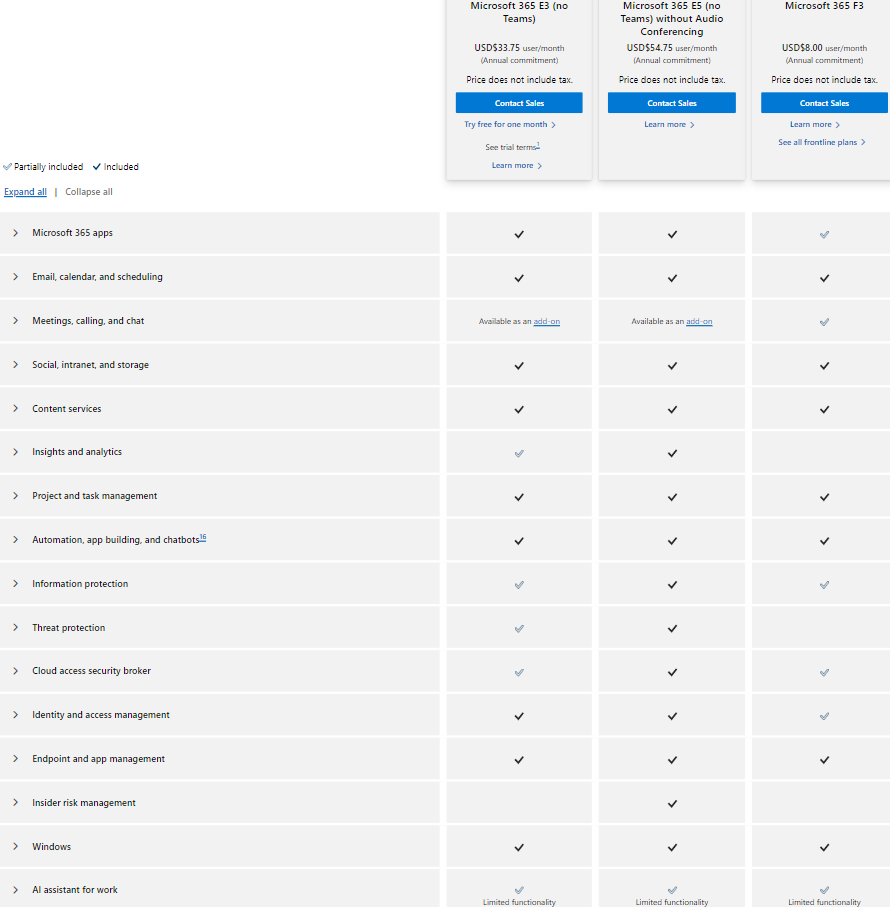 Microsoft 365 E3 (no
Teams)
USD$33.75 user/month
(Annual commitment)
Price does not include tax.
Contact Sales
Try free for one month
See trial terms1
Learn more
Microsoft 365 E5 (no
Teams) without Audio
Conferencing
USD$54.75 user/month
(Annual commitment)
Price does not include tax.
Contact Sales
Learn more
Microsoft 365 F3
USD$8.00 user/month
(Annual commitment)
Price does not include tax.
Contact Sales
Learn more
See all frontline plans
Partially included Included
Expand all | Collapse all
Microsoft 365 apps
Email, calendar, and scheduling
Meetings, calling, and chat
Available as an add-on
Available as an add-on
Social, intranet, and storage
Content services
Insights and analytics
Project and task management
Automation, app building, and chatbots16
Information protection
Threat protection
Cloud access security broker
Identity and access management
Endpoint and app management
Insider risk management
Windows
AI assistant for work
Limited functionality
Limited functionality
Limited functionality